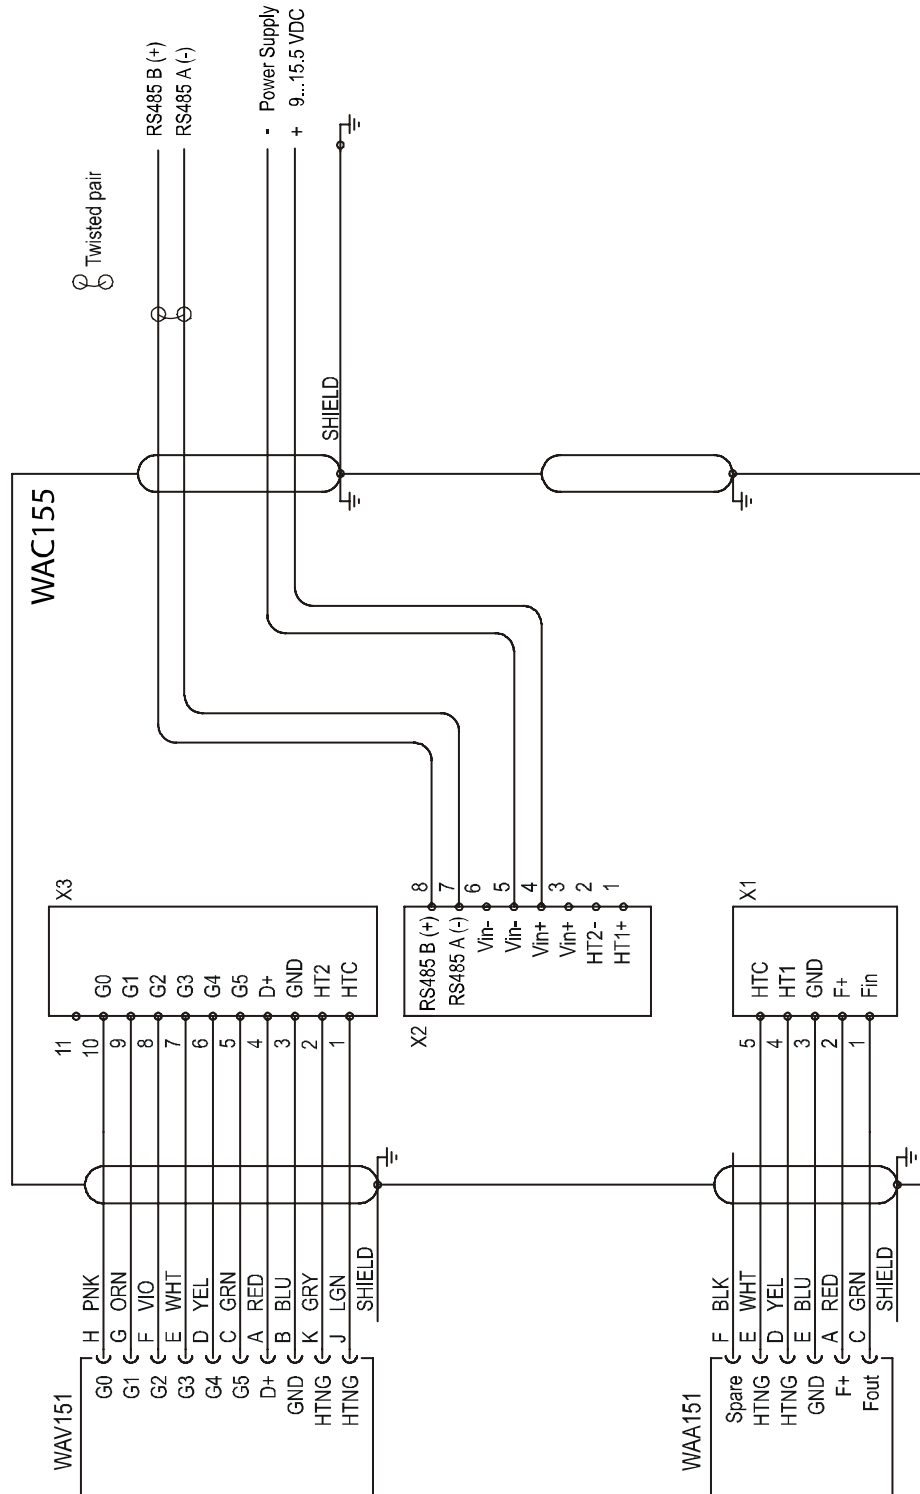 WAC155
Twisted pair
RS485 B (+)
RS485 A (-)
- Power Supply
+ 9...15.5 VDC
SHIELD
WAV151
X3
11
G0 H PNK 10 G0
G1 G ORN 9 G1
G2 F VIO 8 G2
G3 E WHT 7 G3
G4 D YEL 6 G4
G5 C GRN 5 G5
D+ A RED 4 D+
GND B BLU 3 GND
HTNG K GRY 2 HT2
HTNG J LGN 1 HTC
SHIELD
X2
RS485 B (+) 8
RS485 A (-) 7
Vin- 6
Vin- 5
Vin+ 4
Vin+ 3
HT2- 2
HT1+ 1
WAA151
X1
Spare F BLK
HTNG E WHT 5 HTC
HTNG D YEL 4 HT1
GND E BLU 3 GND
F+ A RED 2 F+
Fout C GRN 1 Fin
SHIELD